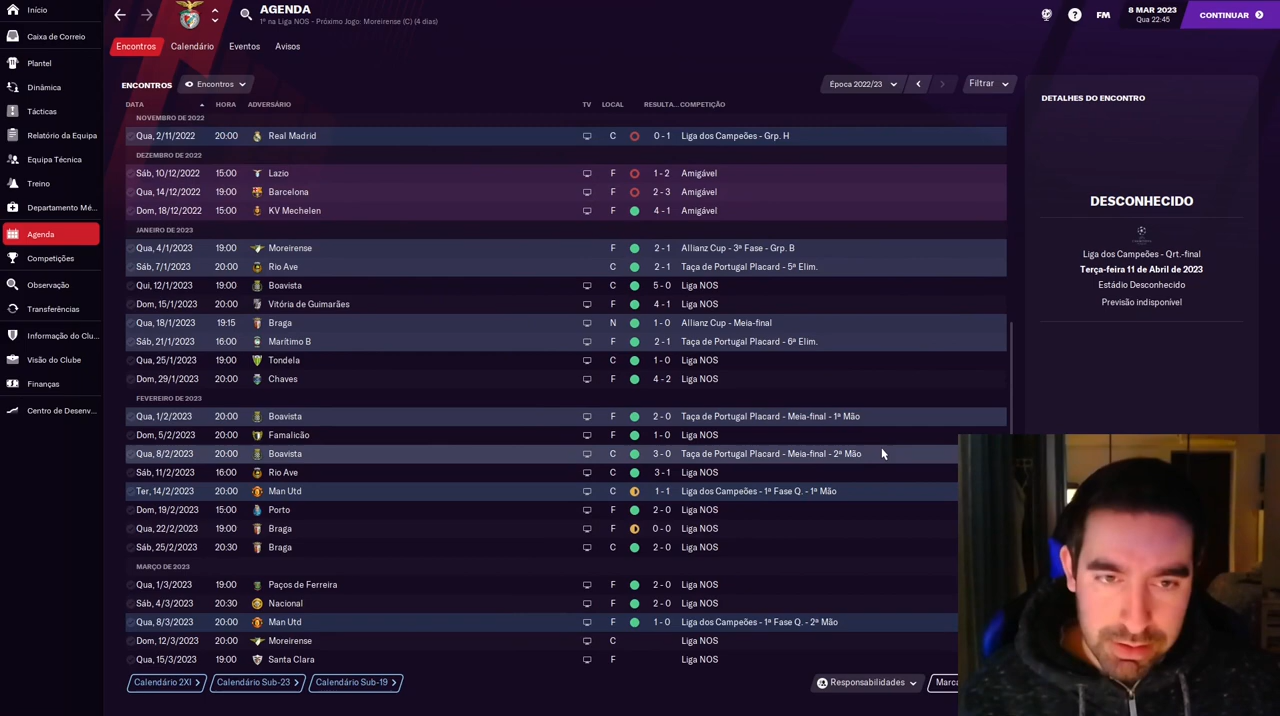 Início
AGENDA
1º na Liga NOS - Próximo Jogo: Moreirense (C) (4 dias)
FM
8 MAR 2023
Qua 22:45
CONTINUAR
Caixa de Correio
Plantel
Dinâmica
Tácticas
Relatório da Equipa
Equipa Técnica
Treino
Departamento Mé...
Agenda
Competições
Observação
Transferências
Informação do Clu...
Visão do Clube
Finanças
Centro de Desenv...
Encontros Calendário Eventos Avisos
ENCONTROS Encontros Época 2022/23 Filtrar
DATA HORA ADVERSÁRIO TV LOCAL RESULTA... COMPETIÇÃO
NOVEMBRO DE 2022
Qua, 2/11/2022 20:00 Real Madrid C 0 - 1 Liga dos Campeões - Grp. H
DEZEMBRO DE 2022
Sáb, 10/12/2022 15:00 Lazio F 1 - 2 Amigável
Qua, 14/12/2022 19:00 Barcelona F 2 - 3 Amigável
Dom, 18/12/2022 15:00 KV Mechelen F 4 - 1 Amigável
JANEIRO DE 2023
Qua, 4/1/2023 19:00 Moreirense F 2 - 1 Allianz Cup - 3ª Fase - Grp. B
Sáb, 7/1/2023 20:00 Rio Ave C 2 - 1 Taça de Portugal Placard - 5ª Elim.
Qui, 12/1/2023 19:00 Boavista C 5 - 0 Liga NOS
Dom, 15/1/2023 20:00 Vitória de Guimarães F 4 - 1 Liga NOS
Qua, 18/1/2023 19:15 Braga N 1 - 0 Allianz Cup - Meia-final
Sáb, 21/1/2023 16:00 Marítimo B F 2 - 1 Taça de Portugal Placard - 6ª Elim.
Qua, 25/1/2023 19:00 Tondela C 1 - 0 Liga NOS
Dom, 29/1/2023 20:00 Chaves F 4 - 2 Liga NOS
FEVEREIRO DE 2023
Qua, 1/2/2023 20:00 Boavista F 2 - 0 Taça de Portugal Placard - Meia-final - 1ª Mão
Dom, 5/2/2023 20:00 Famalicão F 1 - 0 Liga NOS
Qua, 8/2/2023 20:00 Boavista C 3 - 0 Taça de Portugal Placard - Meia-final - 2ª Mão
Sáb, 11/2/2023 16:00 Rio Ave C 3 - 1 Liga NOS
Ter, 14/2/2023 20:00 Man Utd C 1 - 1 Liga dos Campeões - 1ª Fase Q. - 1ª Mão
Dom, 19/2/2023 15:00 Porto F 2 - 0 Liga NOS
Qua, 22/2/2023 19:00 Braga F 0 - 0 Liga NOS
Sáb, 25/2/2023 20:30 Braga C 2 - 0 Liga NOS
MARÇO DE 2023
Qua, 1/3/2023 19:00 Paços de Ferreira F 2 - 0 Liga NOS
Sáb, 4/3/2023 20:30 Nacional F 2 - 0 Liga NOS
Qua, 8/3/2023 20:00 Man Utd F 1 - 0 Liga dos Campeões - 1ª Fase Q. - 2ª Mão
Dom, 12/3/2023 20:00 Moreirense C Liga NOS
Qua, 15/3/2023 19:00 Santa Clara F Liga NOS
Calendário 2XI Calendário Sub-23 Calendário Sub-19 Responsabilidades Marca
DETALHES DO ENCONTRO
DESCONHECIDO
Liga dos Campeões - Qrt.-final
Terça-feira 11 de Abril de 2023
Estádio Desconhecido
Previsão indisponível